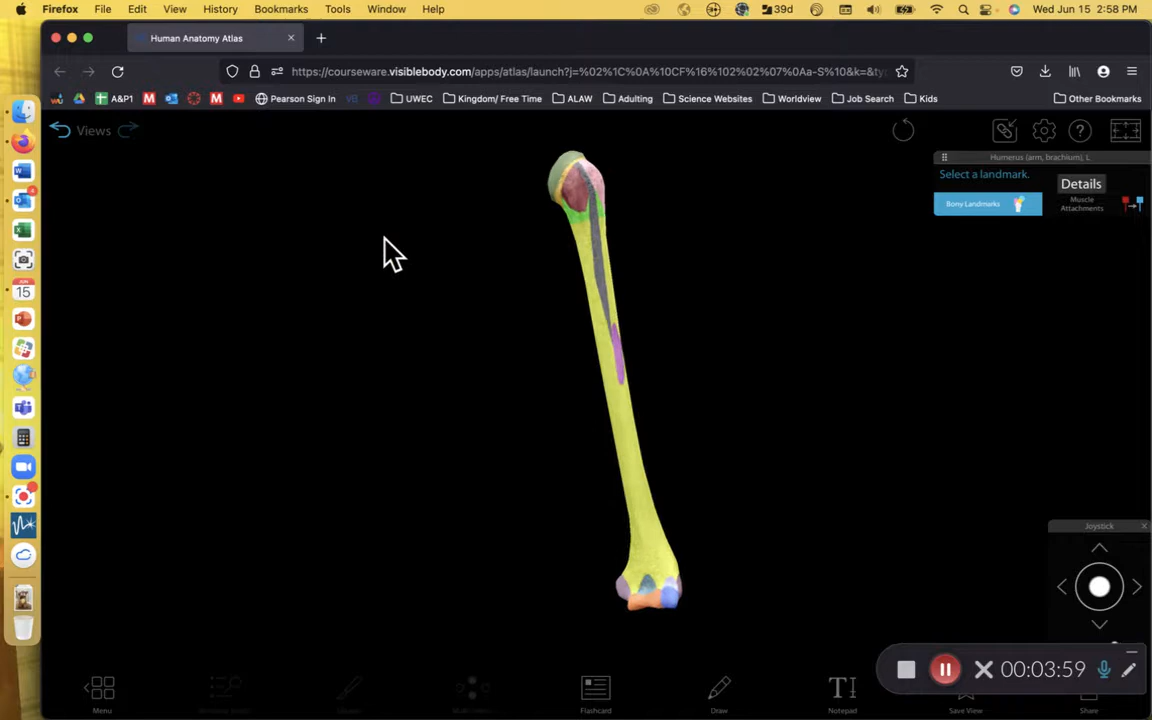 Firefox File Edit View History Bookmarks Tools Window Help 39d Wed Jun 15 2:58 PM
Human Anatomy Atlas
https://courseware.visiblebody.com/apps/atlas/launch?j=%02%1C%0A%10CF%16%102%02%07%0Aa-S%10&k=&ty
A&P1 Pearson Sign In VB UWEC Kingdom/ Free Time ALAW Adulting Science Websites Worldview Job Search Kids Other Bookmarks
Views
Humerus (arm, brachium), L
Select a landmark.
Details
Bony Landmarks
Muscle
Attachments
JUN
15
Joystick
00:03:59
Menu
Flashcard
Draw
Notepad
Save View
Share